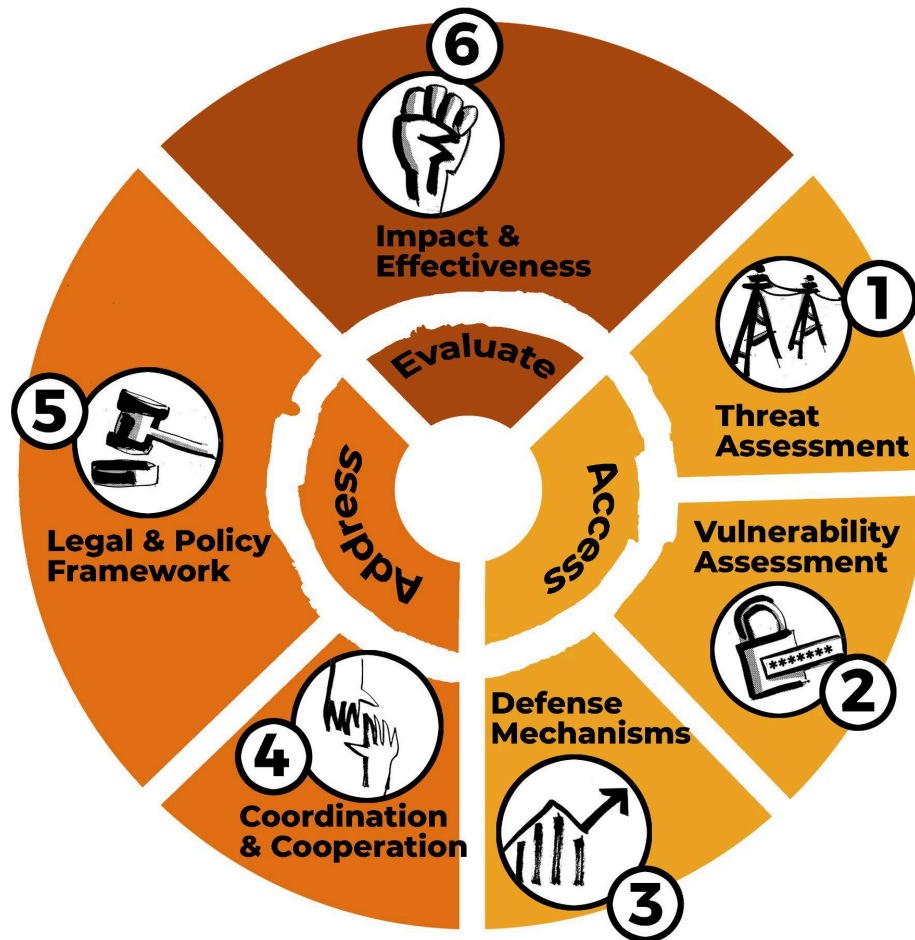 6
Impact &
Effectiveness
Evaluate
1
Threat
Assessment
Access
Vulnerability
Assessment
*******
2
Defense
Mechanisms
3
4
Coordination
& Cooperation
5
Legal & Policy
Framework
Address